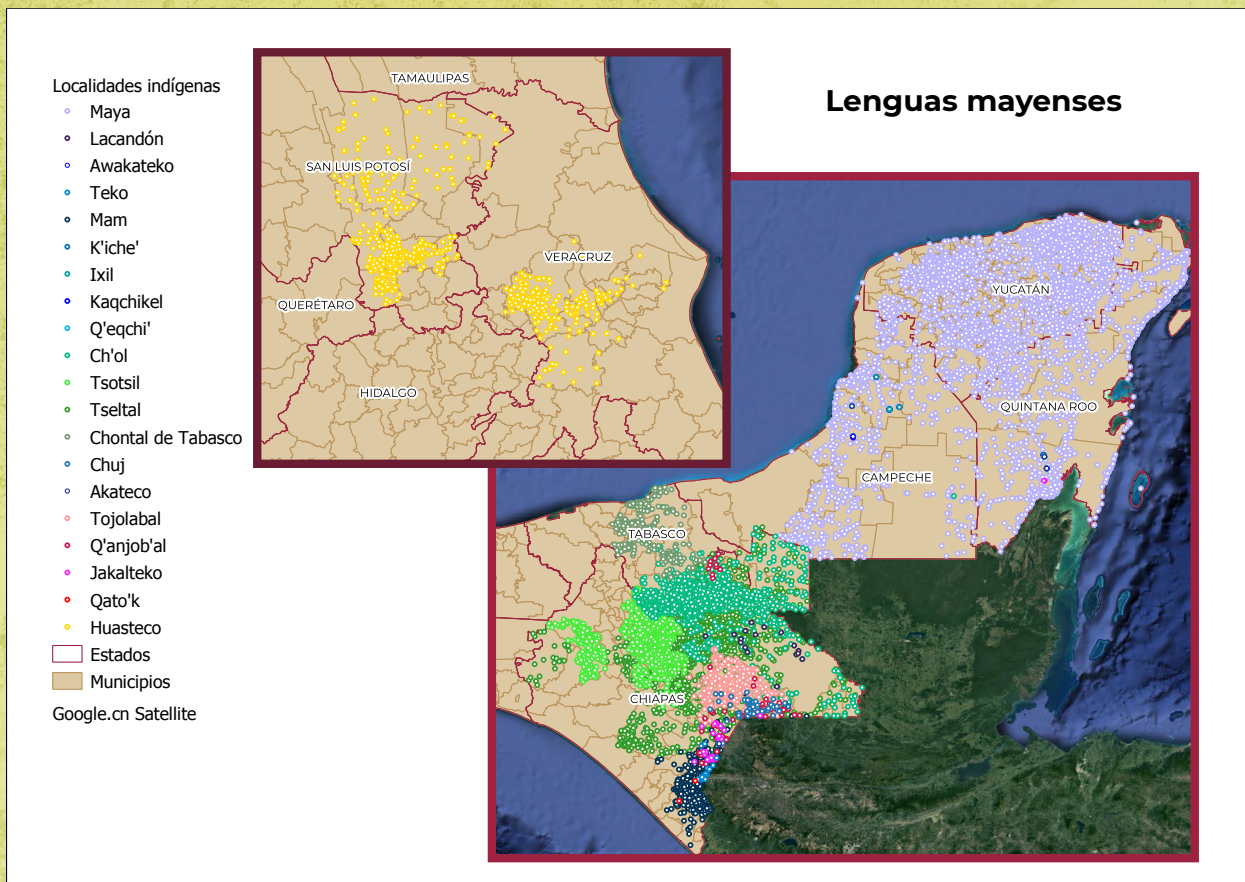 Lenguas mayenses
Localidades indígenas
Maya
Lacandón
Awakateko
Teko
Mam
K'iche'
Ixil
Kaqchikel
Q'eqchi'
Ch'ol
Tsotsil
Tseltal
Chontal de Tabasco
Chuj
Akateco
Tojolabal
Q'anjob'al
Jakalteko
Qato'k
Huasteco
Estados
Municipios
Google.cn Satellite
TAMAULIPAS
SAN LUIS POTOSÍ
VERACRUZ
QUERÉTARO
HIDALGO
YUCATÁN
QUINTANA ROO
CAMPECHE
TABASCO
CHIAPAS